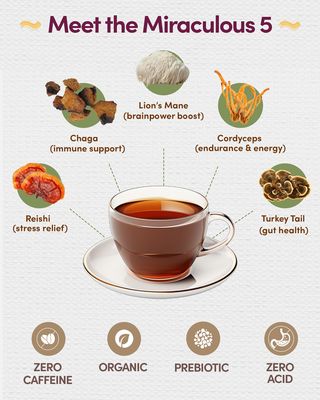 Meet the Miraculous 5
Lion's Mane
(brainpower boost)
Chaga
(immune support)
Cordyceps
(endurance & energy)
Reishi
(stress relief)
Turkey Tail
(gut health)
ZERO
CAFFEINE
ORGANIC
PREBIOTIC
ZERO
ACID